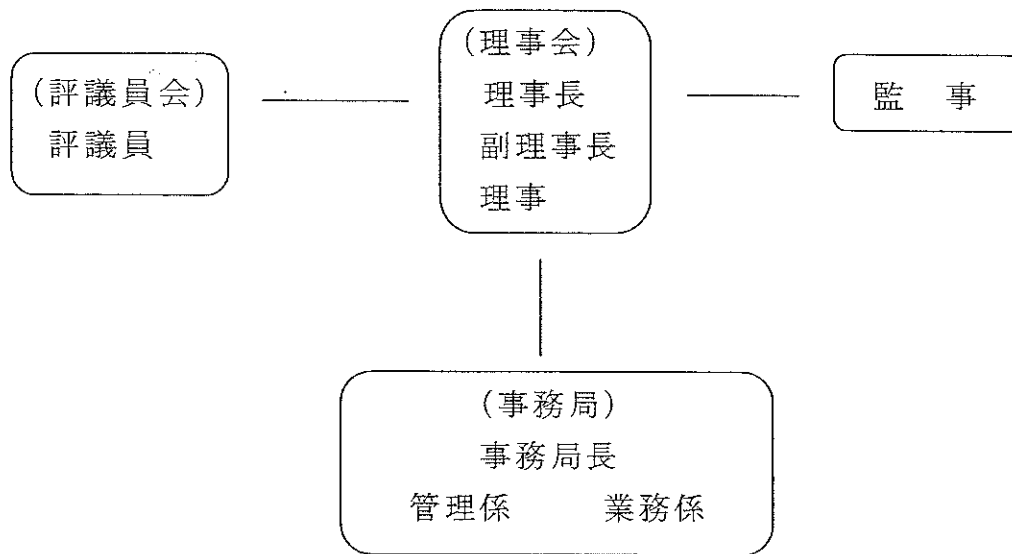 (評議員会)
評議員
(理事会)
理事長
副理事長
理事
監　事
(事務局)
事務局長
管理係　　業務係